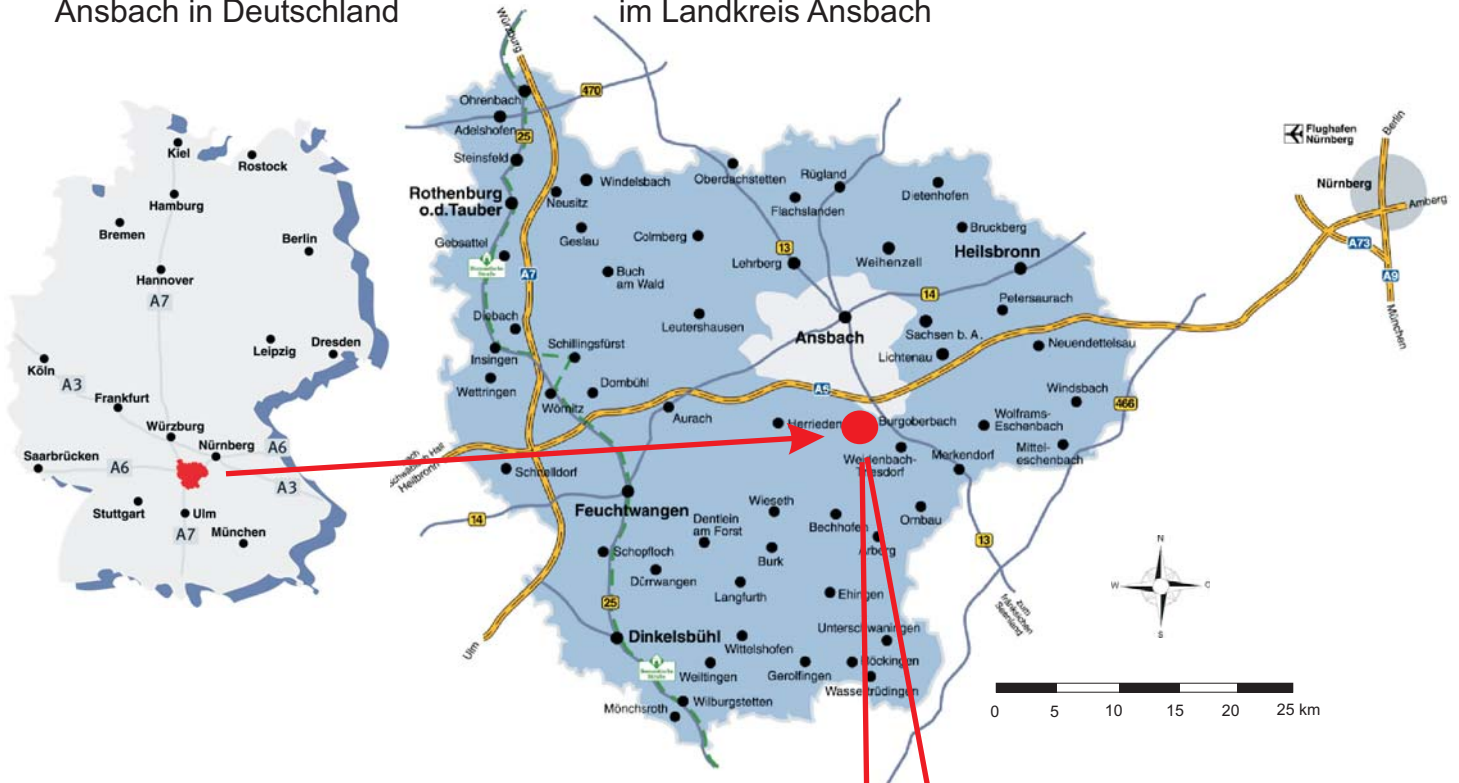 Ansbach in Deutschland
im Landkreis Ansbach
Kiel
Rostock
Hamburg
Bremen
Berlin
Hannover
A7
Leipzig
Dresden
Köln
A3
Frankfurt
Würzburg
Nürnberg
A6
Saarbrücken
A6
A3
Stuttgart
Ulm
A7
München
Würzburg
470
Ohrenbach
Adelshofen
25
Steinsfeld
Rothenburg
o.d.Tauber
Windelsbach
Neusitz
Oberdachstetten
Rügland
Flachslanden
Dietenhofen
Gebsattel
Geslau
Colmberg
13
Bruckberg
Lehrberg
Weihenzell
Heilsbronn
A7
Buch
am Wald
14
Petersaurach
Diebach
Leutershausen
Ansbach
Sachsen b. A.
Insingen
Schillingsfürst
Lichtenau
Neuendettelsau
Wettringen
Dombühl
Wörnitz
A6
Windsbach
466
Aurach
Herrieden
Burgoberbach
Wolframs-
Eschenbach
Mittel-
eschenbach
Heilbronn
Schnelldorf
Weidenbach-
Triesdorf
Merkendorf
14
Feuchtwangen
Wieseth
Dentlein
am Forst
Bechhofen
Ornbau
13
Schopfloch
Burk
Arberg
Dürrwangen
Langfurth
Ehingen
zum
fränkischen
Seenland
25
Unterschwaningen
Ulm
Dinkelsbühl
Wittelshofen
Weiltingen
Gerolfingen
Röckingen
Wassertrüdingen
Mönchsroth
Wilburgstetten
Flughafen
Nürnberg
Berlin
Nürnberg
Amberg
A73
A9
München
N
W
O
S
0 5 10 15 20 25 km